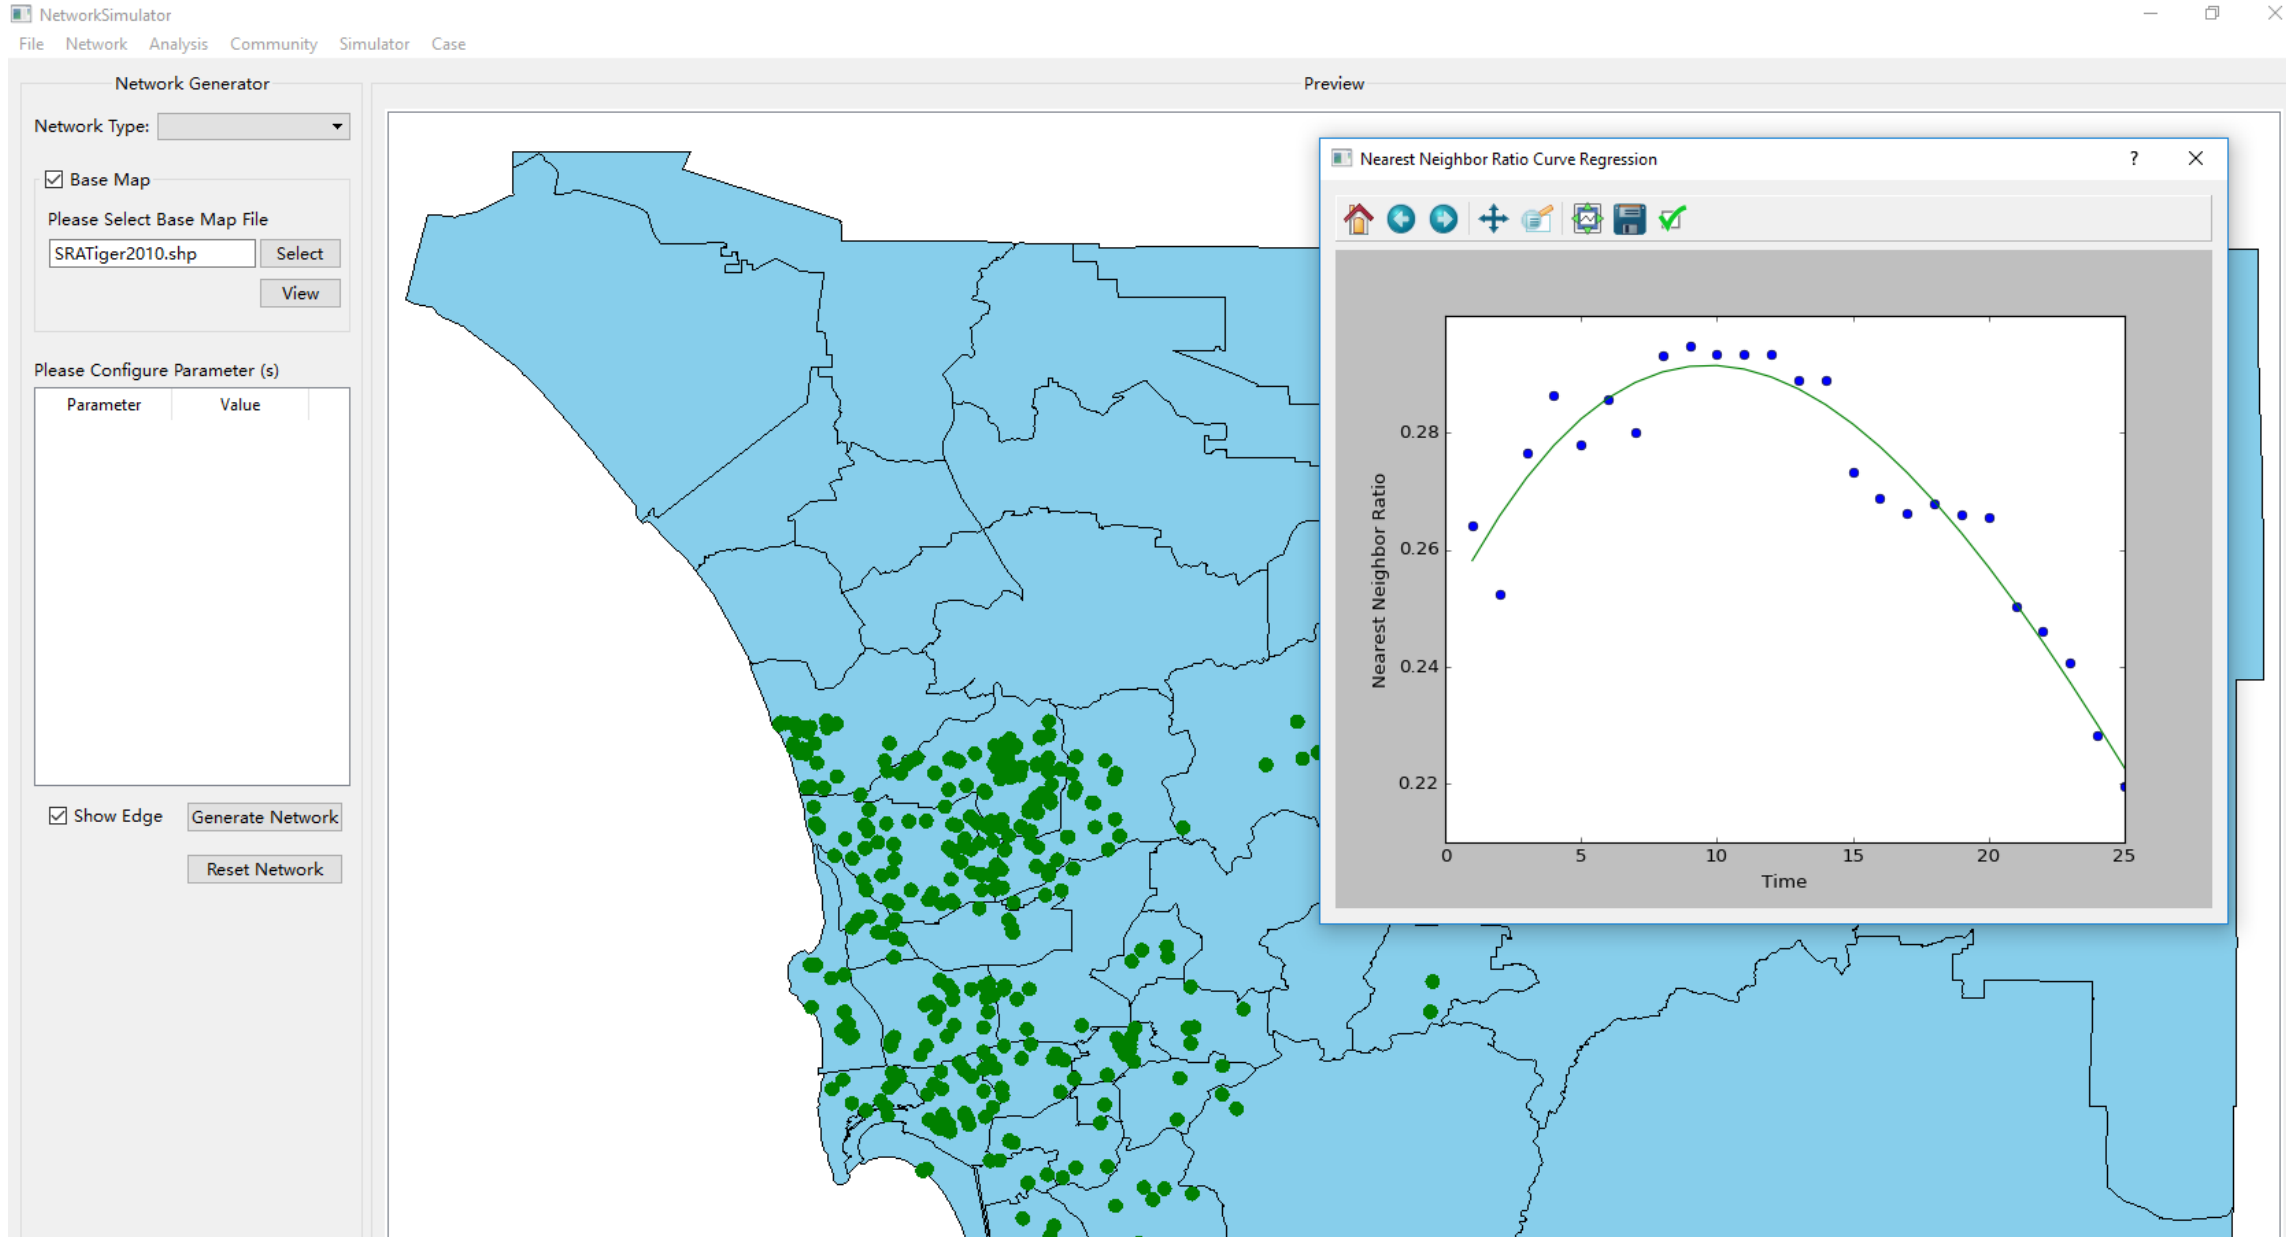 NetworkSimulator
File Network Analysis Community Simulator Case
Network Generator
Network Type:
Base Map
Please Select Base Map File
SRATiger2010.shp
Select
View
Please Configure Parameter (s)
Parameter Value
Show Edge
Generate Network
Reset Network
Preview
Nearest Neighbor Ratio Curve Regression
?
Nearest Neighbor Ratio
0.28
0.26
0.24
0.22
0 5 10 15 20 25
Time